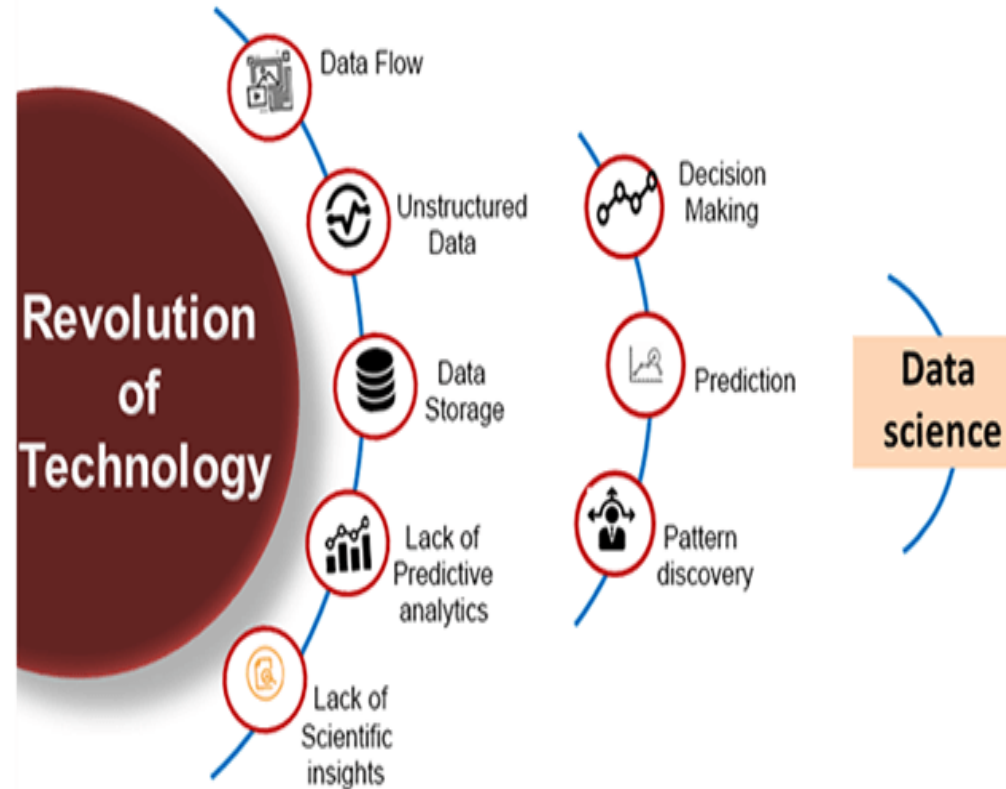 Revolution
of
Technology
Data Flow
Unstructured
Data
Data
Storage
Lack of
Predictive
analytics
Lack of
Scientific
insights
Decision
Making
Prediction
Pattern
discovery
Data
science